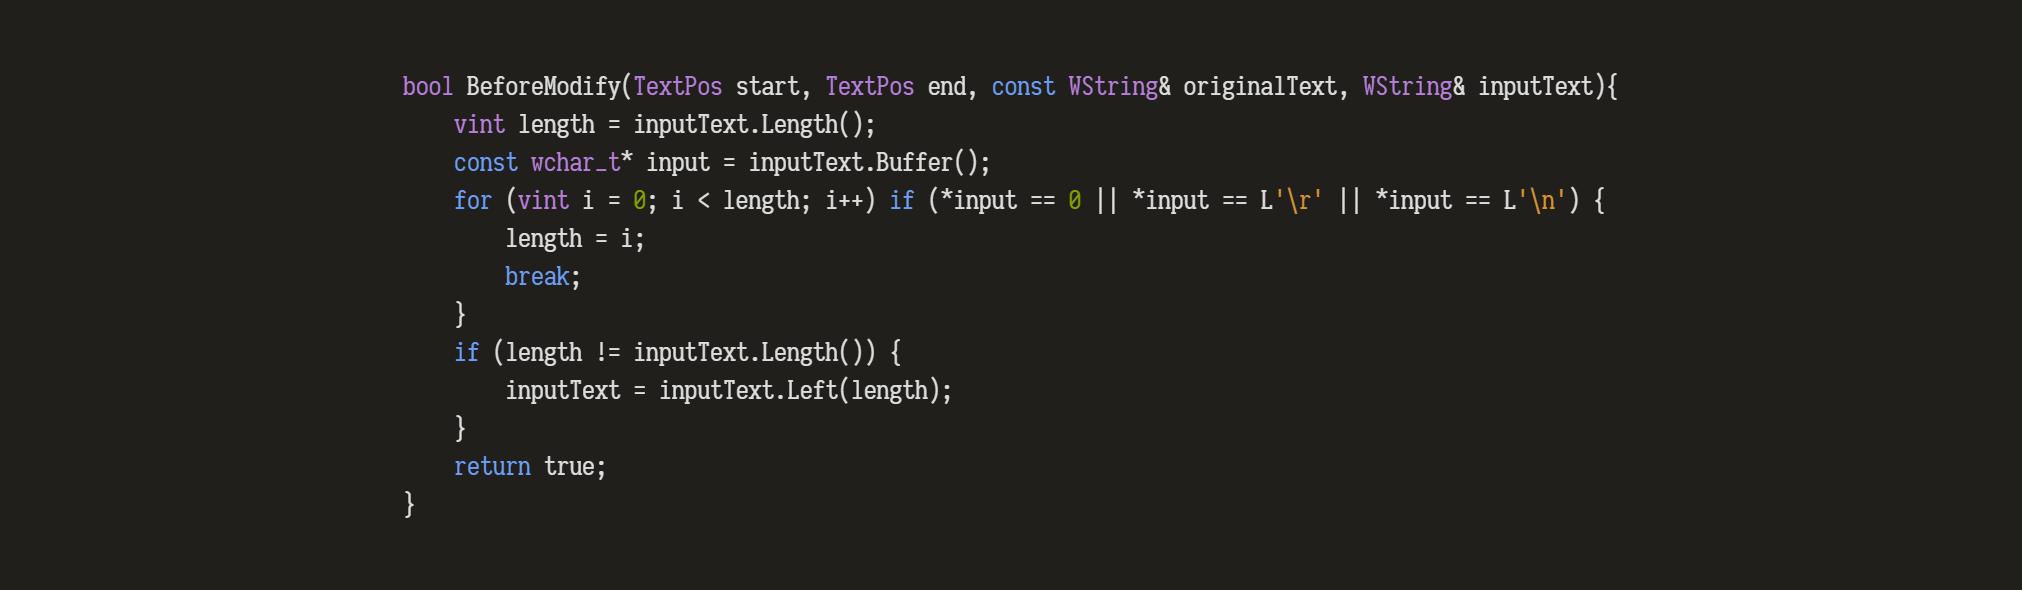 bool BeforeModify(TextPos start, TextPos end, const WString& originalText, WString& inputText){
    vint length = inputText.Length();
    const wchar_t* input = inputText.Buffer();
    for (vint i = 0; i < length; i++) if (*input == 0 || *input == L'\r' || *input == L'\n') {
        length = i;
        break;
    }
    if (length != inputText.Length()) {
        inputText = inputText.Left(length);
    }
    return true;
}